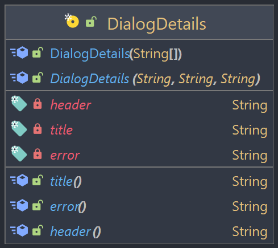 DialogDetails
DialogDetails(String[])
DialogDetails (String, String, String)
header String
title String
error String
title() String
error() String
header() String